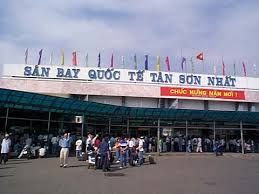 SÂN BAY QUỐC TẾ TÂN SƠN NHẤT
CHÚC MỪNG NĂM MỚI !